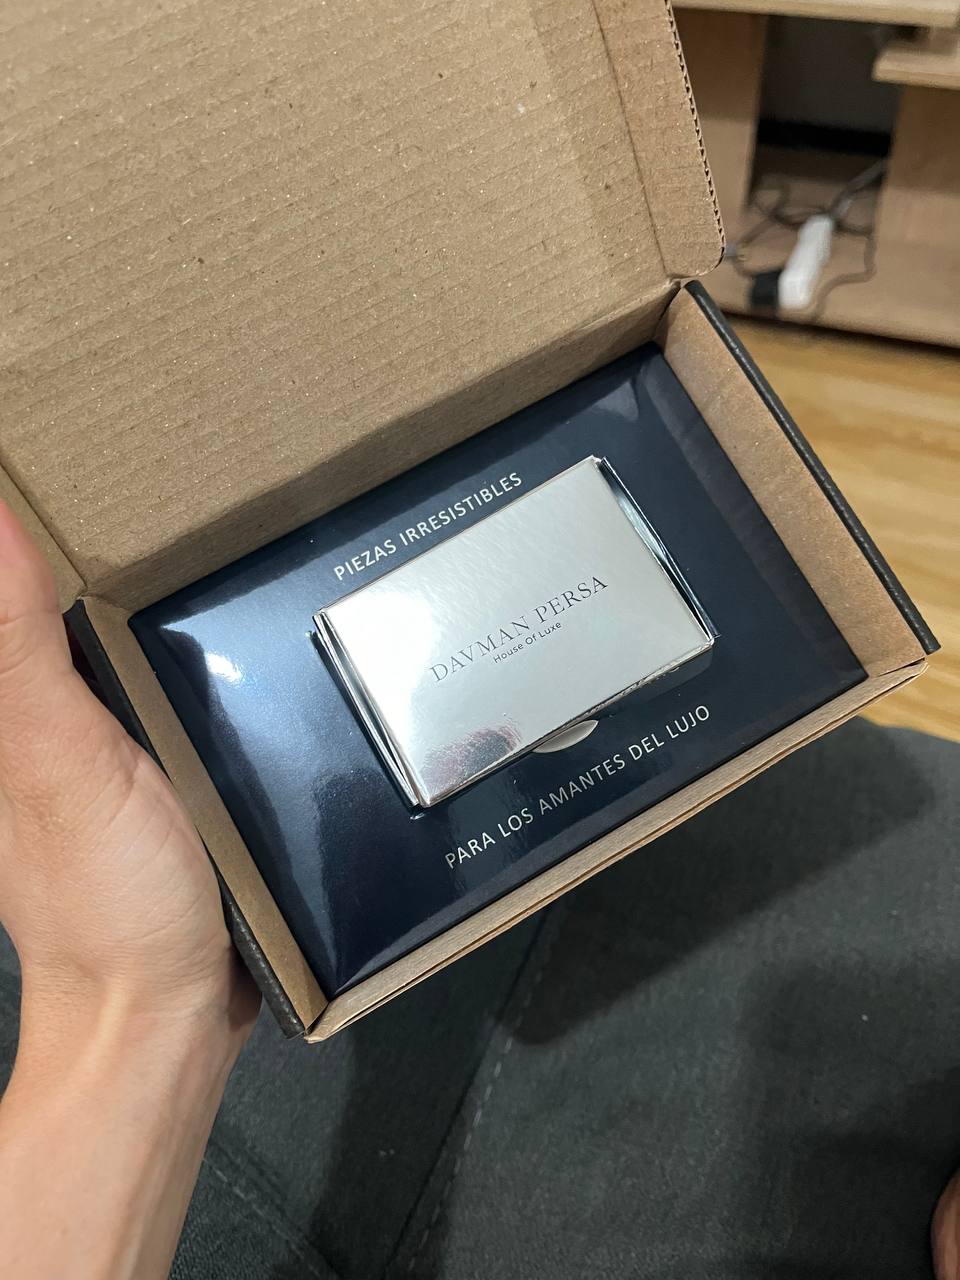 PIEZAS IRRESISTIBLES
DAVMAN PERSA
House Of Luxe
PARA LOS AMANTES DEL LUJO